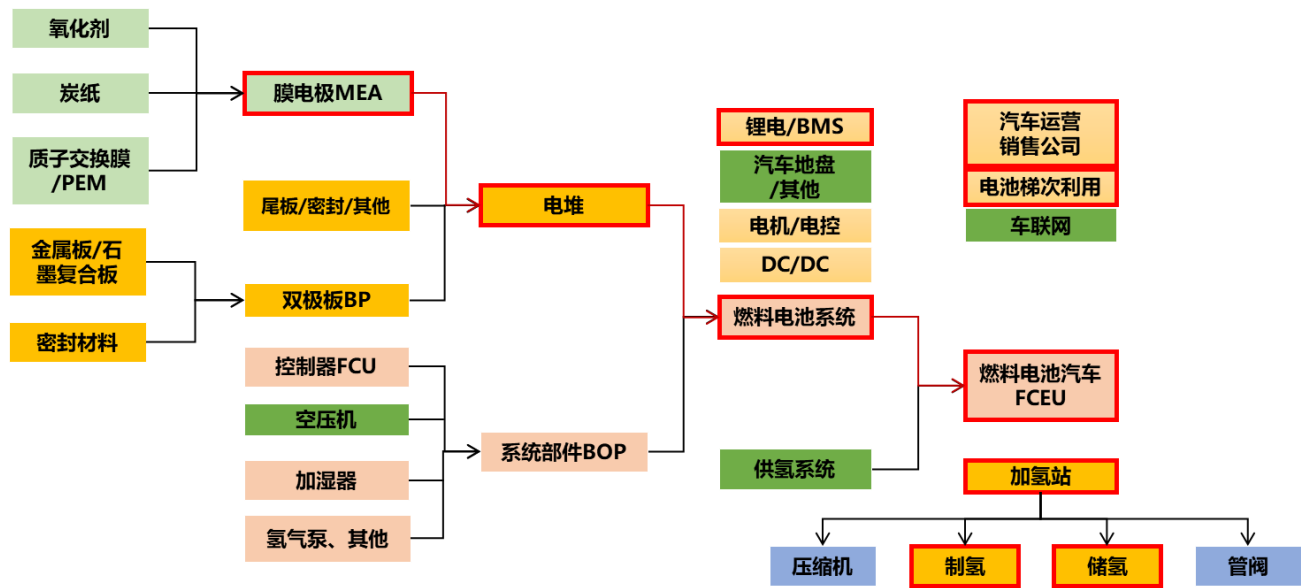 氧化剂
炭纸
质子交换膜
/PEM
金属板/石
墨复合板
密封材料
膜电极MEA
尾板/密封/其他
双极板BP
控制器FCU
空压机
加湿器
氢气泵、其他
电堆
系统部件BOP
锂电/BMS
汽车地盘
/其他
电机/电控
DC/DC
燃料电池系统
供氢系统
汽车运营
销售公司
电池梯次利用
车联网
燃料电池汽车
FCEU
加氢站
压缩机
制氢
储氢
管阀